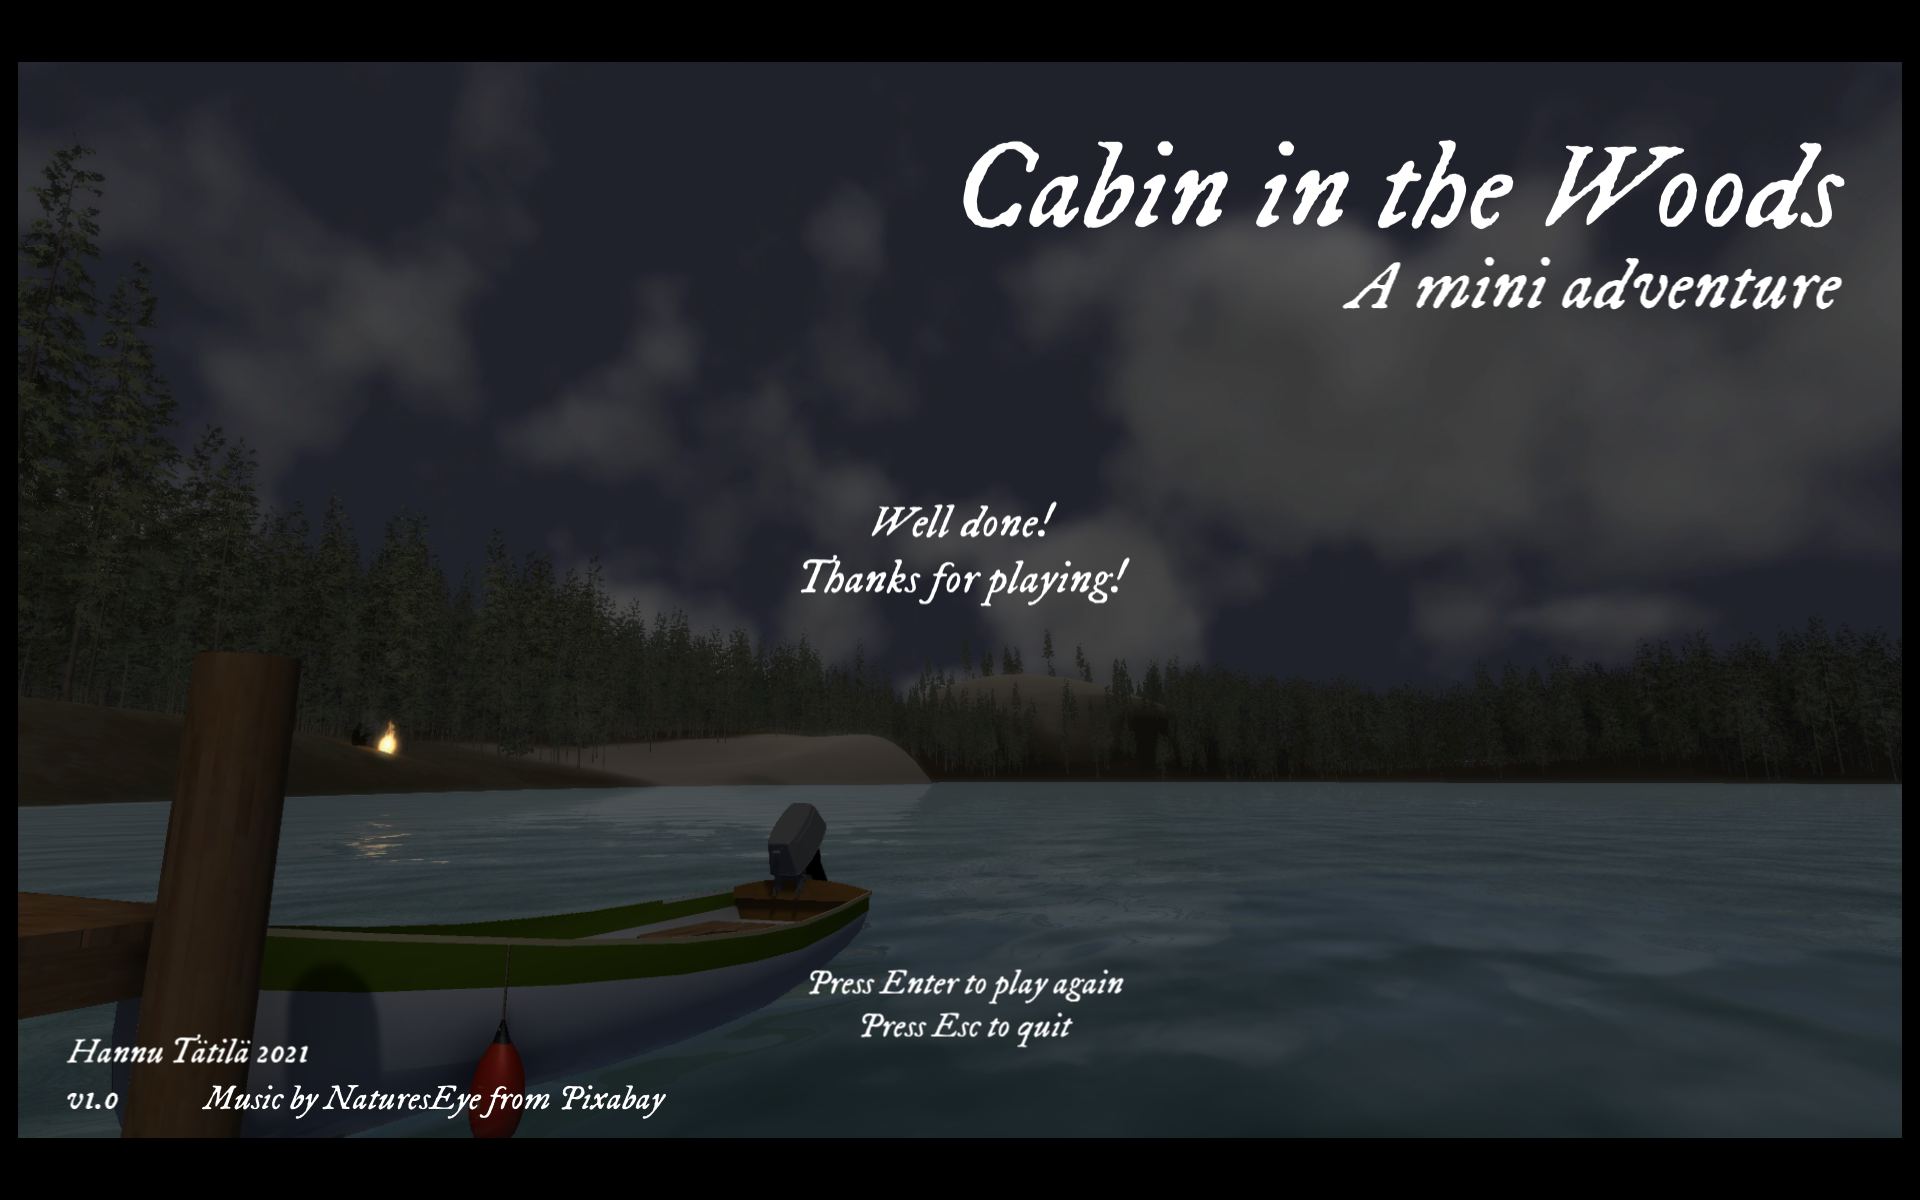 Cabin in the Woods
A mini adventure
Well done!
Thanks for playing!
Press Enter to play again
Press Esc to quit
Hannu Tätilä 2021
v1.0 Music by NaturesEye from Pixabay